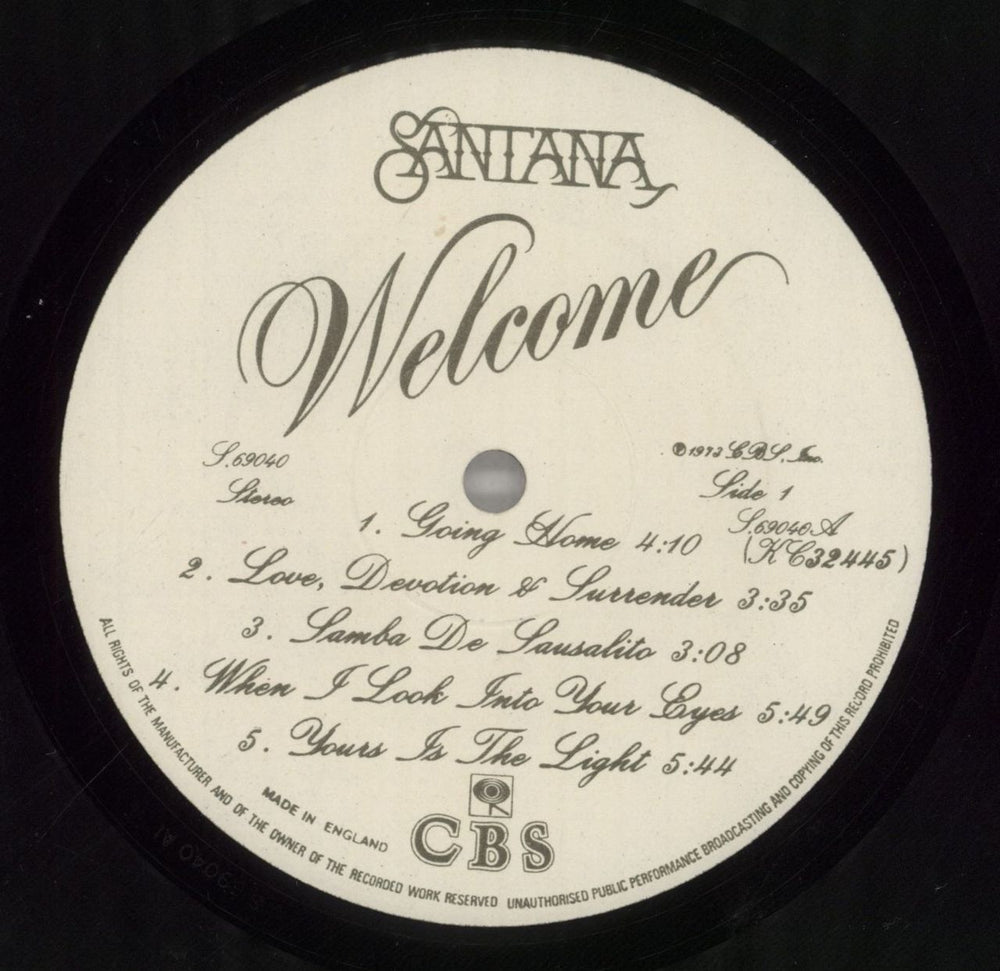 SANTANA
Welcome
S.69040
Stereo
℗1973 CBS, Inc.
Side 1
S.69040A
(KC32445)
1. Going Home 4:10
2. Love, Devotion & Surrender 3:35
3. Samba De Sausalito 3:08
4. When I Look Into Your Eyes 5:49
5. Yours Is The Light 5:44
MADE IN ENGLAND
CBS
ALL RIGHTS OF THE MANUFACTURER AND OF THE OWNER OF THE RECORDED WORK RESERVED UNAUTHORISED PUBLIC PERFORMANCE BROADCASTING AND COPYING OF THIS RECORD PROHIBITED